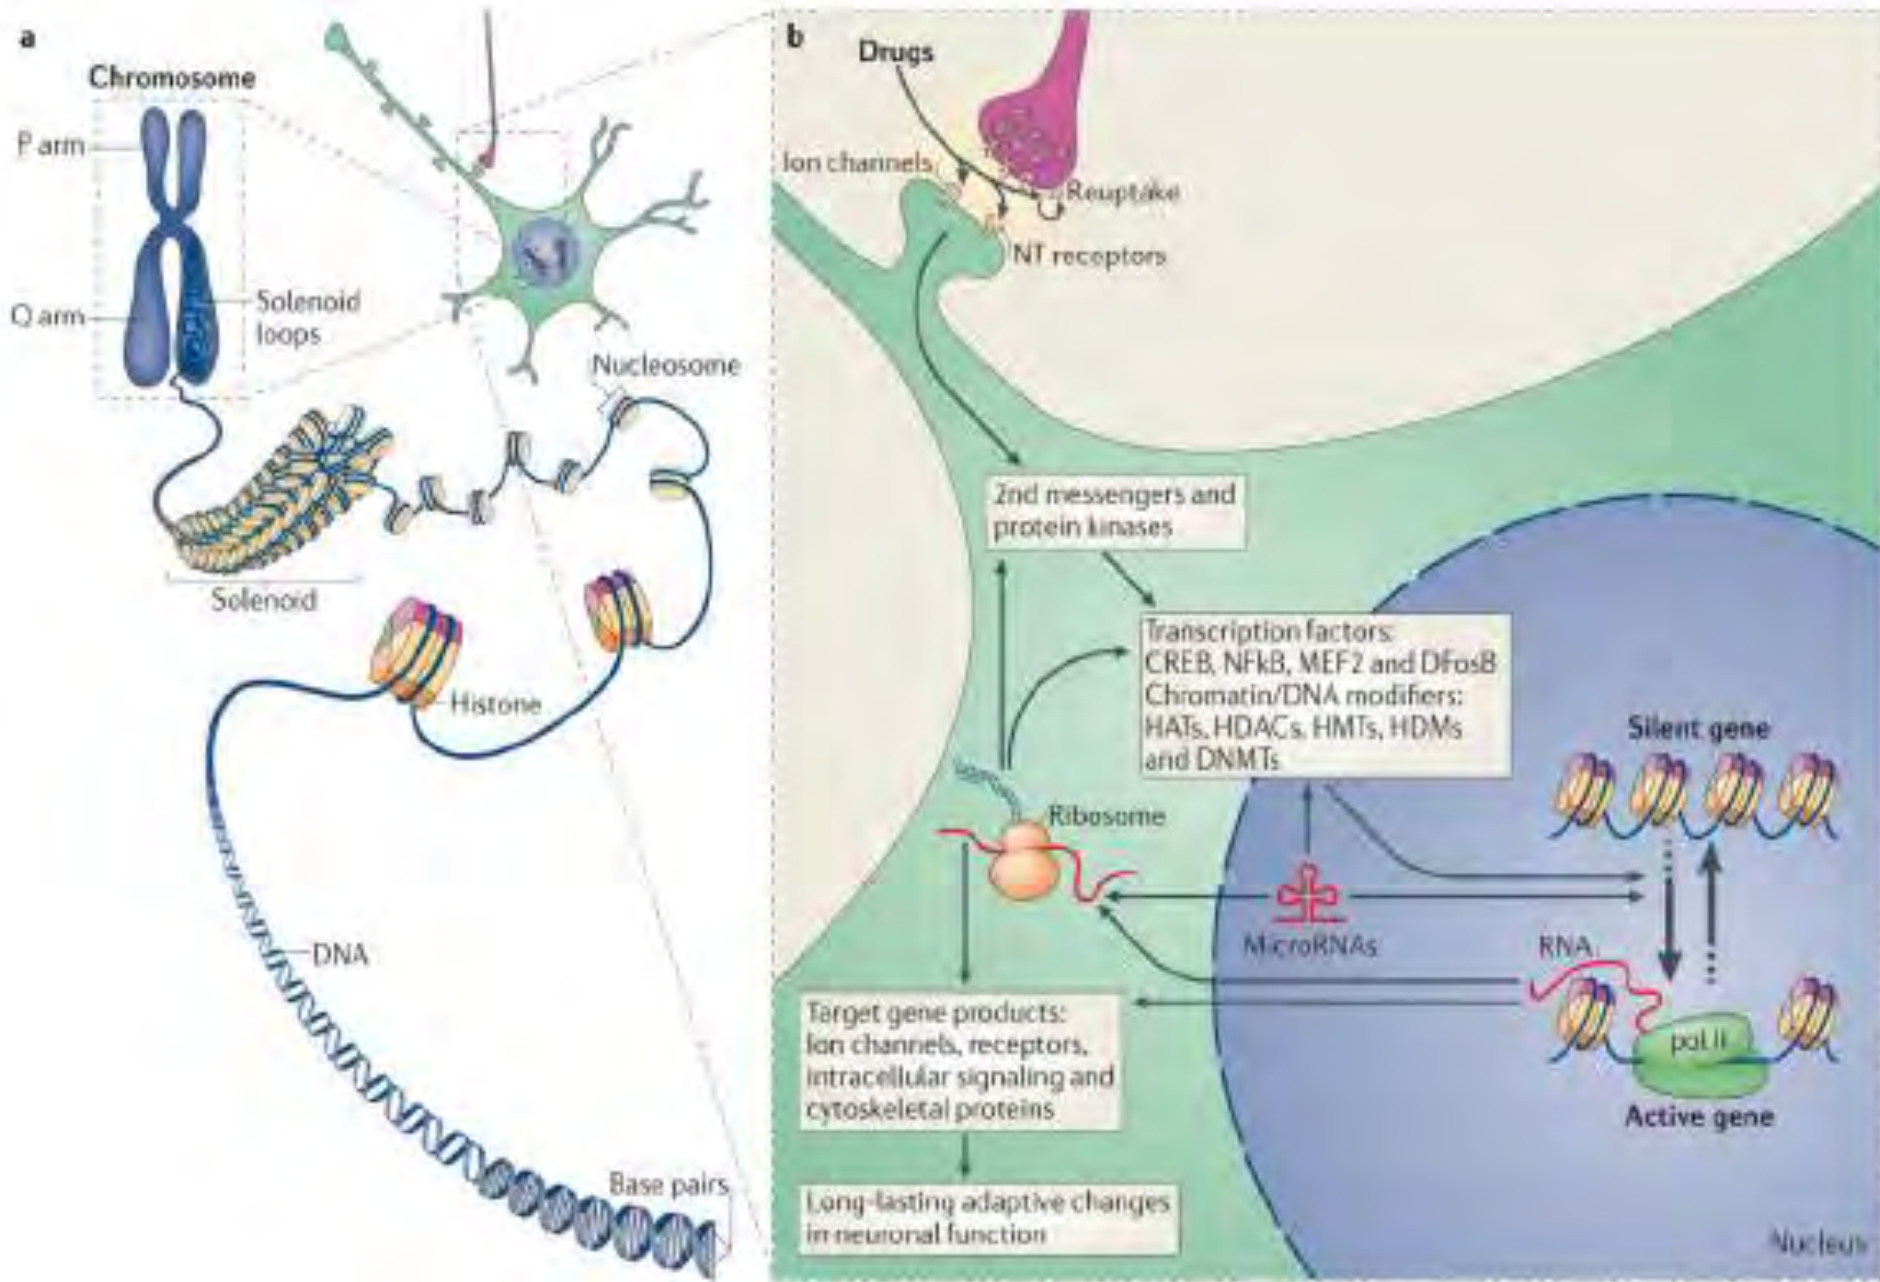 a
Chromosome
P arm
Q arm
Solenoid
loops
Nucleosome
Solenoid
Histone
DNA
Base pairs
b
Drugs
Ion channels
Reuptake
NT receptors
2nd messengers and
protein kinases
Transcription factors:
CREB, NFkB, MEF2 and DFosB
Chromatin/DNA modifiers:
HATs, HDACs, HMTs, HDMs
and DNMTs
Silent gene
Ribosome
MicroRNAs
RNA
pol II
Active gene
Target gene products:
Ion channels, receptors,
intracellular signaling and
cytoskeletal proteins
Long-lasting adaptive changes
in neuronal function
Nucleus